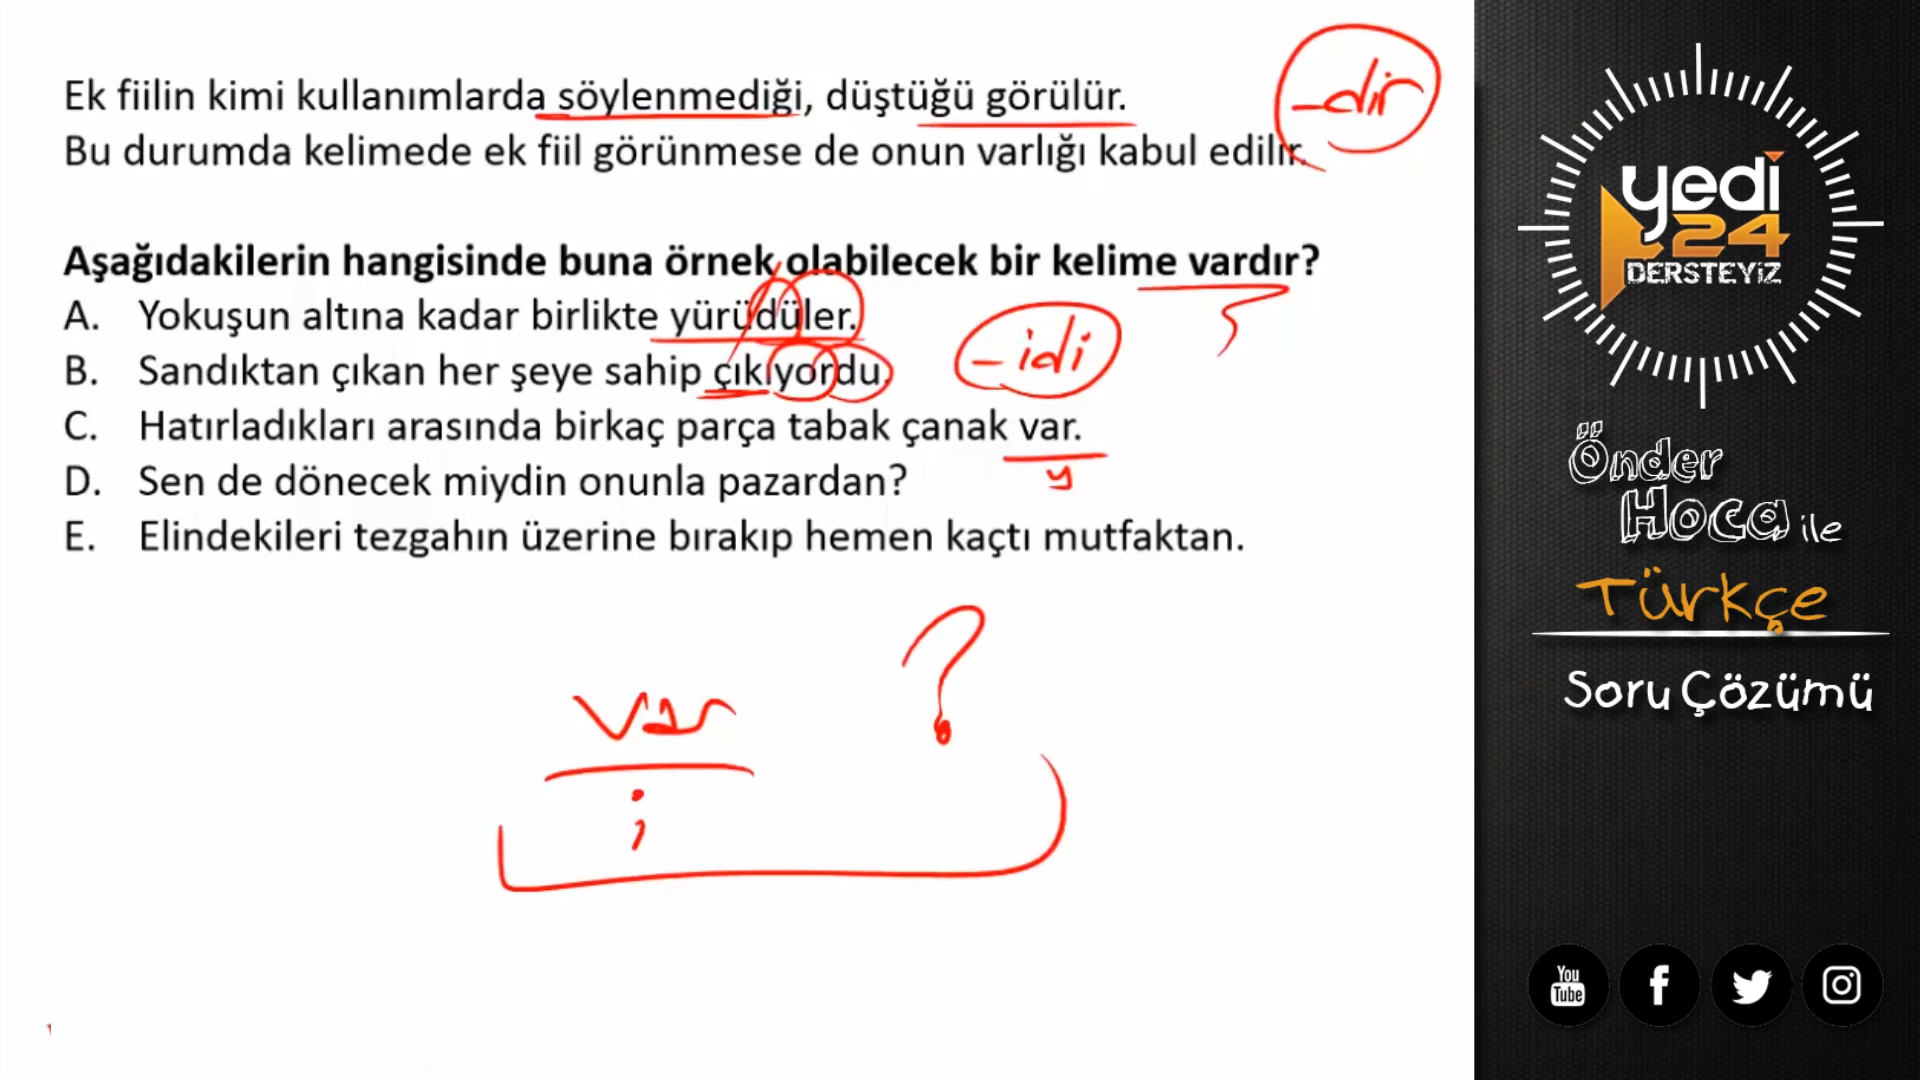 Ek fiilin kimi kullanımlarda söylenmediği, düştüğü görülür.
-dir
Bu durumda kelimede ek fiil görünmese de onun varlığı kabul edilir.
Aşağıdakilerin hangisinde buna örnek olabilecek bir kelime vardır?
A. Yokuşun altına kadar birlikte yürüdüler.
B. Sandıktan çıkan her şeye sahip çıkıyordu.
-idi
C. Hatırladıkları arasında birkaç parça tabak çanak var.
y
D. Sen de dönecek miydin onunla pazardan?
E. Elindekileri tezgahın üzerine bırakıp hemen kaçtı mutfaktan.
var
?
i
yedi
24
DERSTEYİZ
Önder
Hoca ile
Türkçe
Soru Çözümü
You
Tube